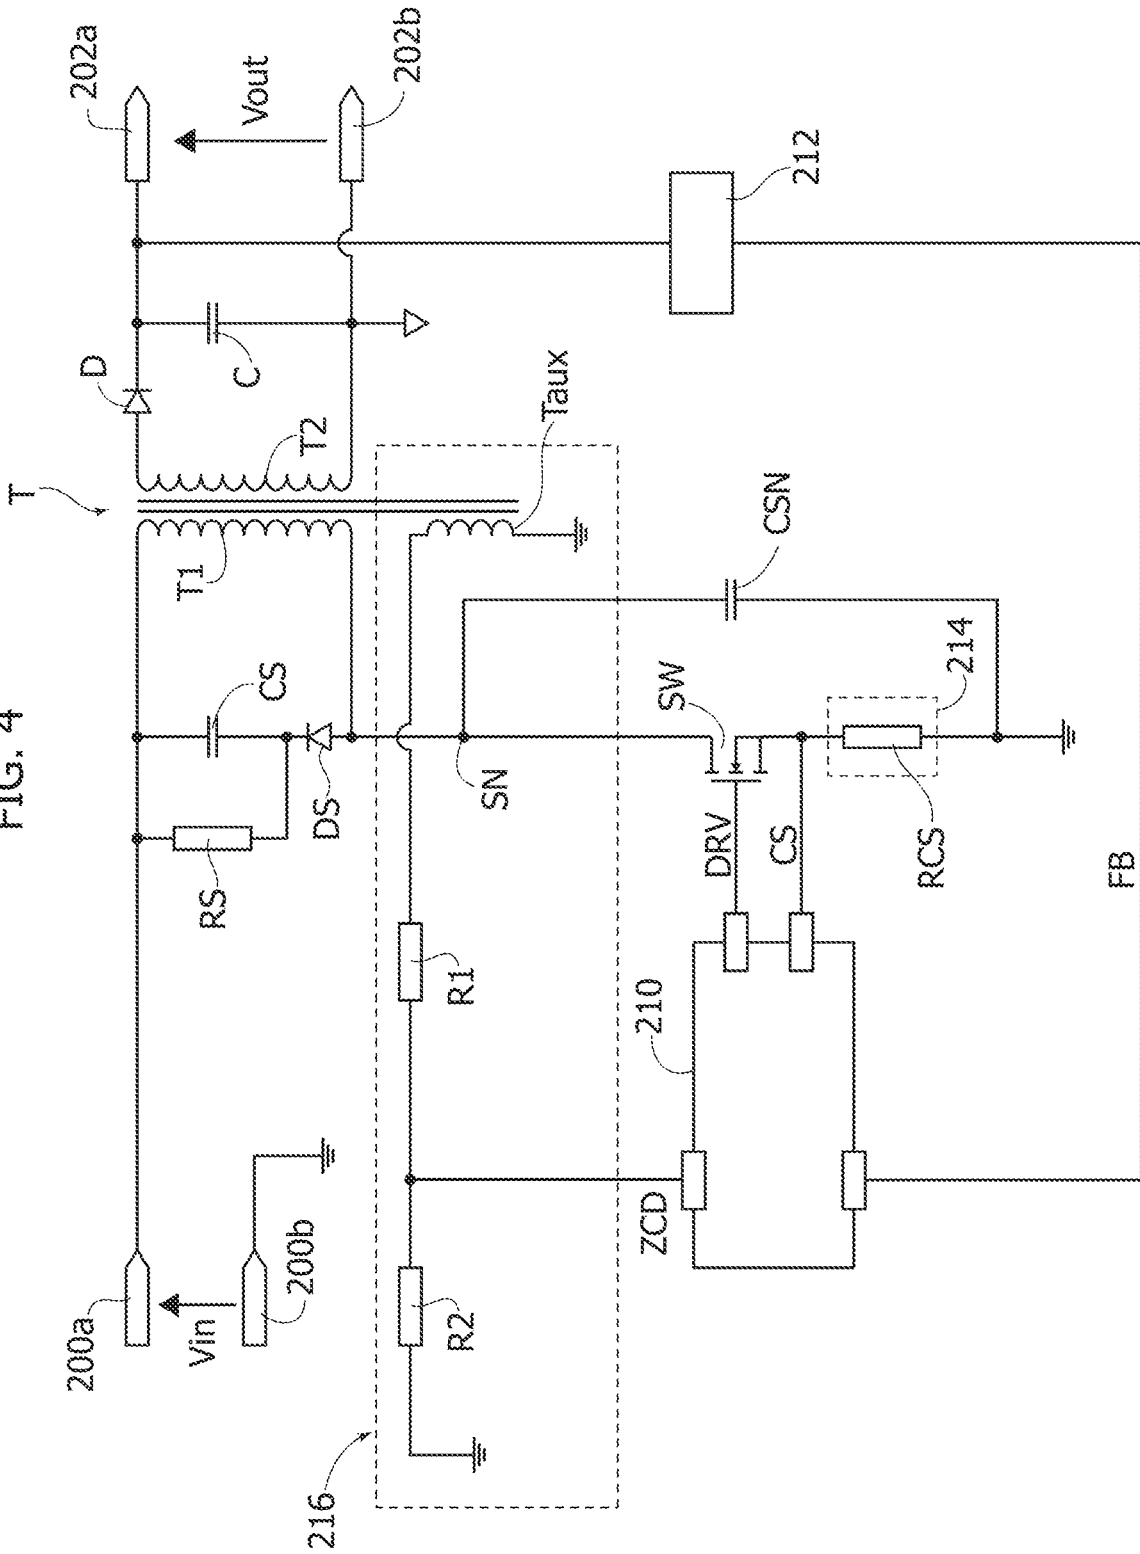 FIG. 4
T
200a
Vin
200b
RS
CS
DS
T1
T2
D
C
202a
Vout
202b
216
R2
R1
SN
Taux
ZCD
210
DRV
CS
SW
CSN
RCS
214
212
FB